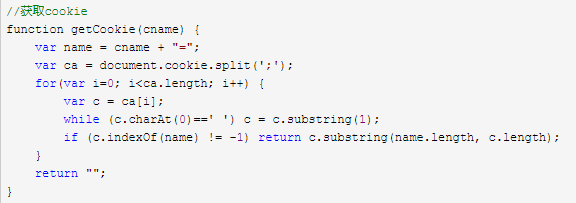 //获取cookie
function getCookie(cname) {
    var name = cname + "=";
    var ca = document.cookie.split(';');
    for(var i=0; i<ca.length; i++) {
        var c = ca[i];
        while (c.charAt(0)==' ') c = c.substring(1);
        if (c.indexOf(name) != -1) return c.substring(name.length, c.length);
    }
    return "";
}